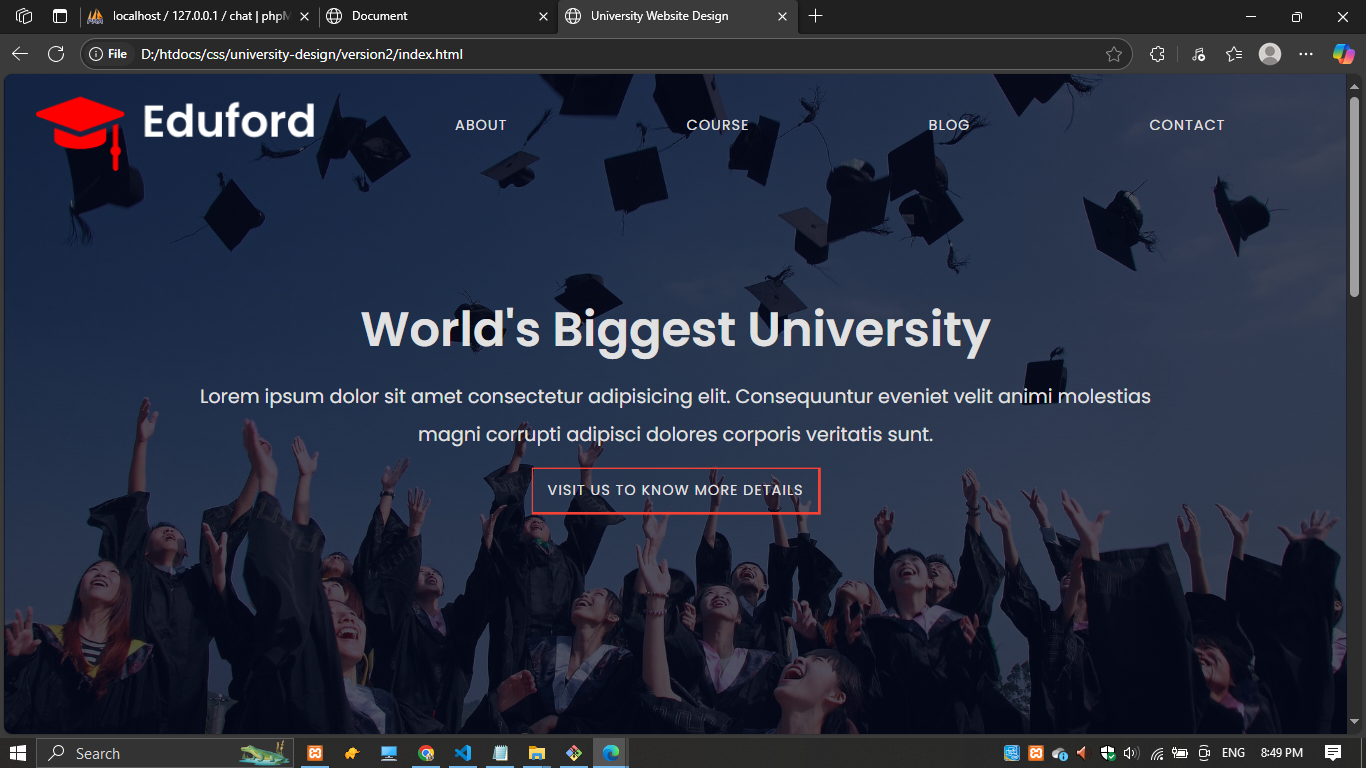 localhost / 127.0.0.1 / chat | phpM
Document
University Website Design
File
D:/htdocs/css/university-design/version2/index.html
Eduford
ABOUT
COURSE
BLOG
CONTACT
World's Biggest University
Lorem ipsum dolor sit amet consectetur adipisicing elit. Consequuntur eveniet velit animi molestias
magni corrupti adipisci dolores corporis veritatis sunt.
VISIT US TO KNOW MORE DETAILS
Search
ENG
8:49 PM